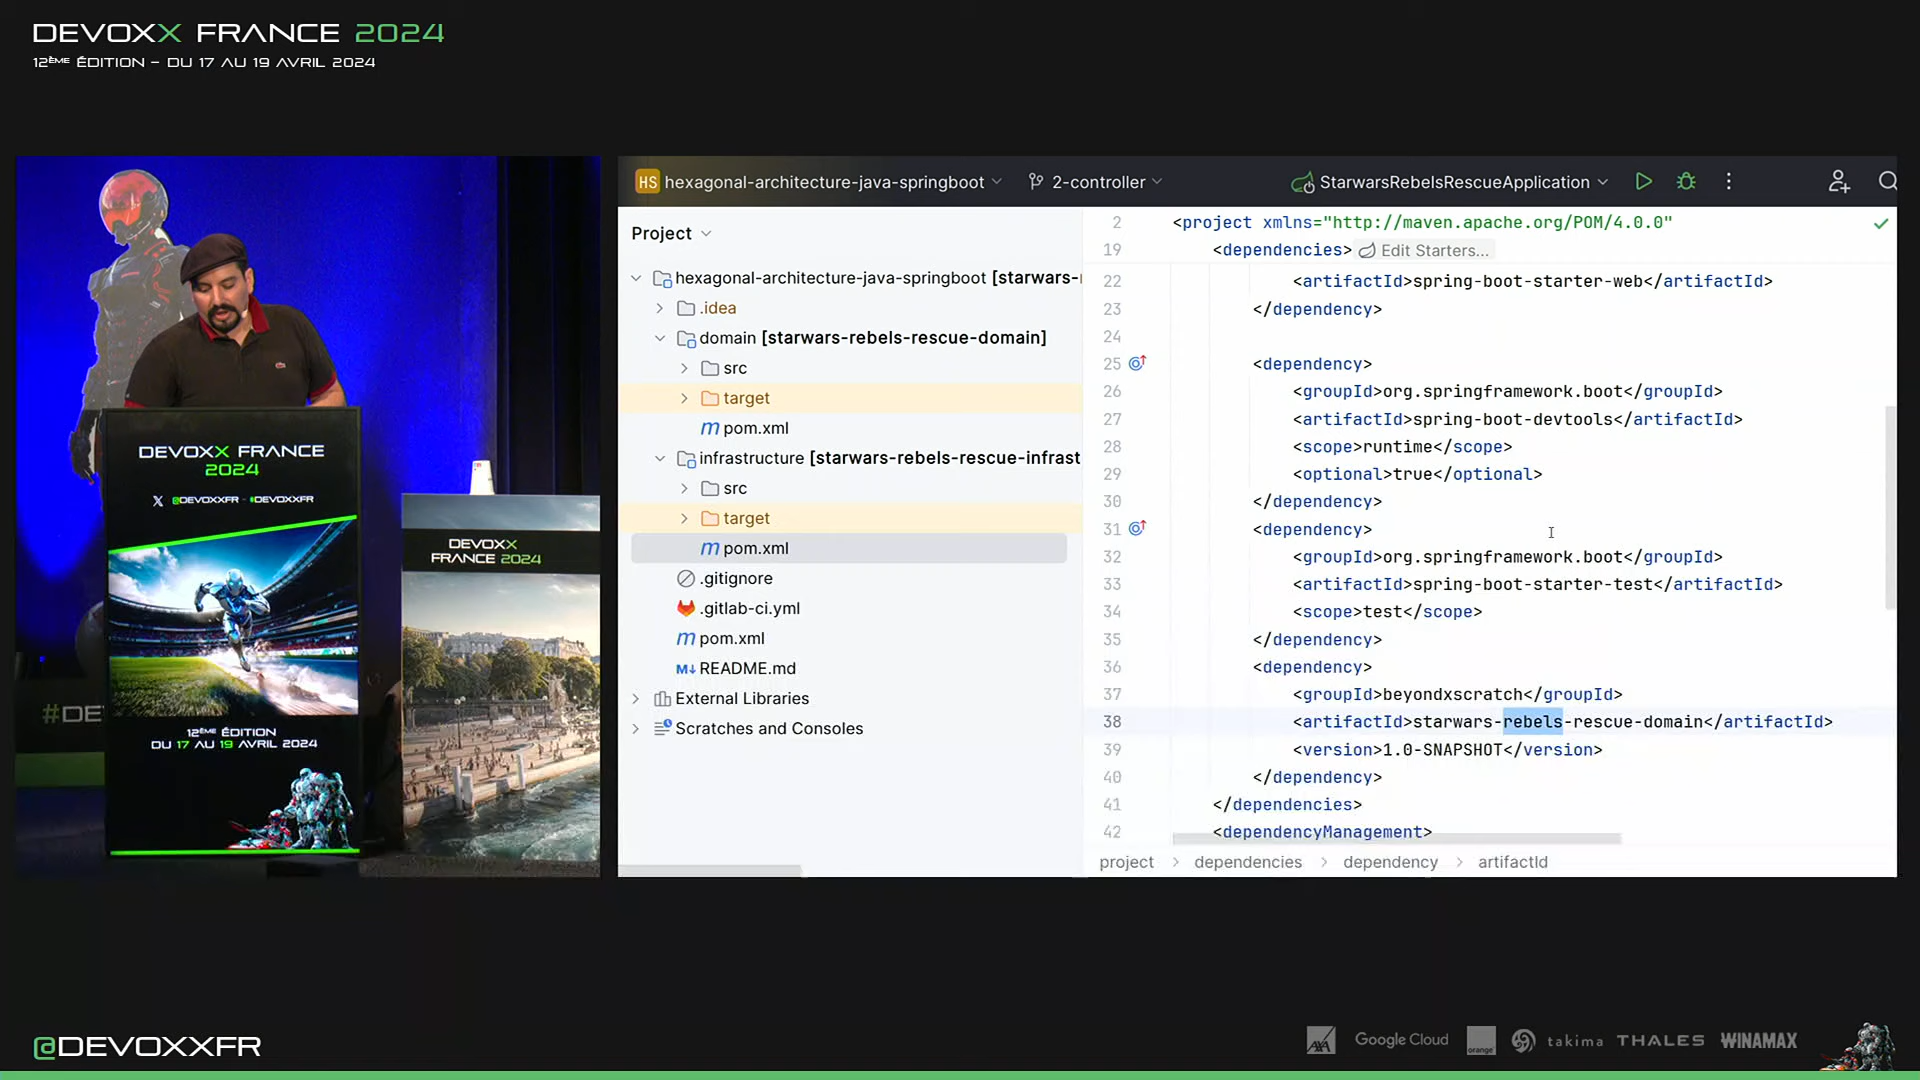 DEVOXX FRANCE 2024
12ÈME ÉDITION - DU 17 AU 19 AVRIL 2024
DEVOXX FRANCE
2024
X @DEVOXXFR - #DEVOXXFR
12ÈME ÉDITION
DU 17 AU 19 AVRIL 2024
#DE
DEVOXX
FRANCE 2024
HS hexagonal-architecture-java-springboot
2-controller
StarwarsRebelsRescueApplication
Project
hexagonal-architecture-java-springboot [starwars-
.idea
domain [starwars-rebels-rescue-domain]
src
target
m pom.xml
infrastructure [starwars-rebels-rescue-infrast
src
target
m pom.xml
.gitignore
.gitlab-ci.yml
m pom.xml
M↓ README.md
External Libraries
Scratches and Consoles
2 <project xmlns="http://maven.apache.org/POM/4.0.0"
19 <dependencies> Edit Starters...
22 <artifactId>spring-boot-starter-web</artifactId>
23 </dependency>
24
25 <dependency>
26 <groupId>org.springframework.boot</groupId>
27 <artifactId>spring-boot-devtools</artifactId>
28 <scope>runtime</scope>
29 <optional>true</optional>
30 </dependency>
31 <dependency>
32 <groupId>org.springframework.boot</groupId>
33 <artifactId>spring-boot-starter-test</artifactId>
34 <scope>test</scope>
35 </dependency>
36 <dependency>
37 <groupId>beyondxscratch</groupId>
38 <artifactId>starwars-rebels-rescue-domain</artifactId>
39 <version>1.0-SNAPSHOT</version>
40 </dependency>
41 </dependencies>
42 <dependencyManagement>
project > dependencies > dependency > artifactId
@DEVOXXFR
AXA
Google Cloud
orange
takima
THALES
WINAMAX